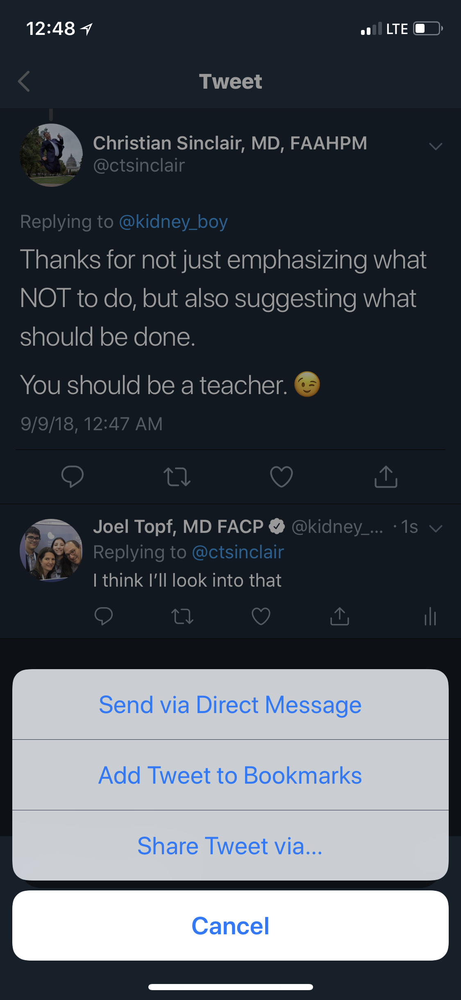 12:48
LTE
Tweet
Christian Sinclair, MD, FAAHPM
@ctsinclair
Replying to @kidney_boy
Thanks for not just emphasizing what
NOT to do, but also suggesting what
should be done.
You should be a teacher. 😉
9/9/18, 12:47 AM
Joel Topf, MD FACP @kidney_... · 1s
Replying to @ctsinclair
I think I’ll look into that
Send via Direct Message
Add Tweet to Bookmarks
Share Tweet via...
Cancel